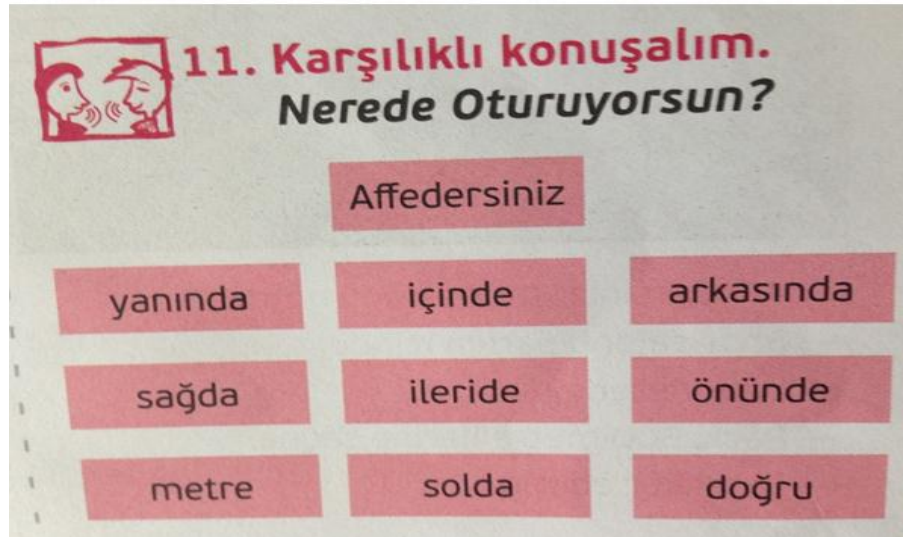 11. Karşılıklı konuşalım.
Nerede Oturuyorsun?
Affedersiniz
yanında içinde arkasında
sağda ileride önünde
metre solda doğru